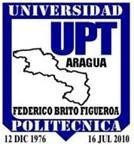 UNIVERSIDAD
UPT
ARAGUA
FEDERICO BRITO FIGUEROA
POLITECNICA
12 DIC 1976 16 JUL 2010